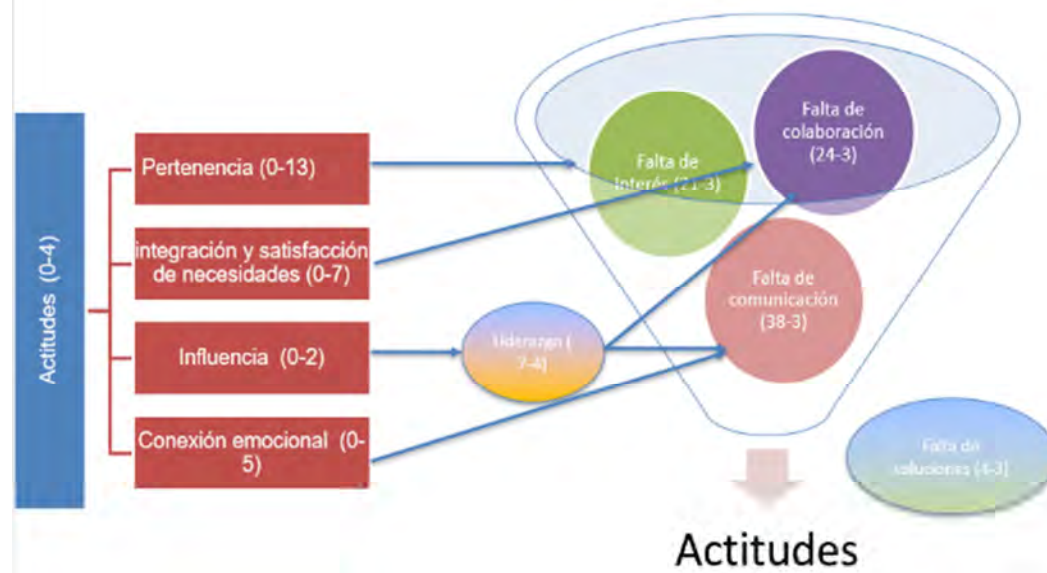 Actitudes (0-4)
Pertenencia (0-13)
integración y satisfacción
de necesidades (0-7)
Influencia (0-2)
Conexión emocional (0-
5)
Liderazgo (
7-4)
Falta de
Interés (21-3)
Falta de
colaboración
(24-3)
Falta de
comunicación
(38-3)
Falta de
soluciones (4-3)
Actitudes